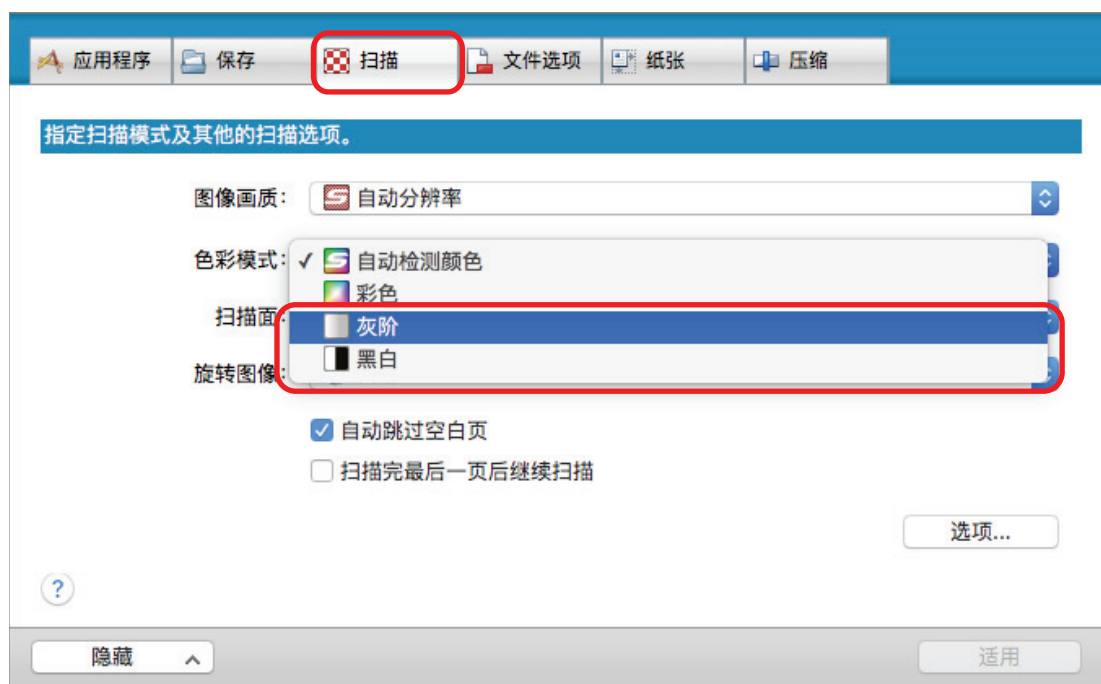 应用程序 保存 扫描 文件选项 纸张 压缩
指定扫描模式及其他的扫描选项。
图像画质: 自动分辨率
色彩模式: ✓ 自动检测颜色
彩色
扫描面: 灰阶
黑白
旋转图像:
自动跳过空白页
扫描完最后一页后继续扫描
选项...
?
隐藏 适用